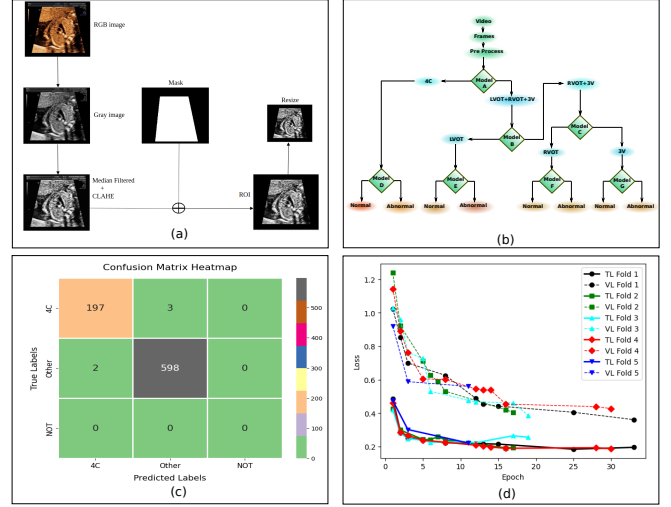 RGB image
Gray image
Mask
Resize
Median Filtered
+
CLAHE
ROI
(a)
Video
Frames
Pre Process
Model
A
4C
LVOT+RVOT+3V
RVOT+3V
Model
B
Model
C
LVOT
RVOT
3V
Model
D
Model
E
Model
F
Model
G
Normal
Abnormal
Normal
Abnormal
Normal
Abnormal
Normal
Abnormal
(b)
Confusion Matrix Heatmap
True Labels
4C
197
3
0
Other
2
598
0
NOT
0
0
0
4C
Other
NOT
Predicted Labels
500
400
300
200
100
0
(c)
Loss
1.2
1.0
0.8
0.6
0.4
0.2
0
5
10
15
20
25
30
Epoch
TL Fold 1
VL Fold 1
TL Fold 2
VL Fold 2
TL Fold 3
VL Fold 3
TL Fold 4
VL Fold 4
TL Fold 5
VL Fold 5
(d)